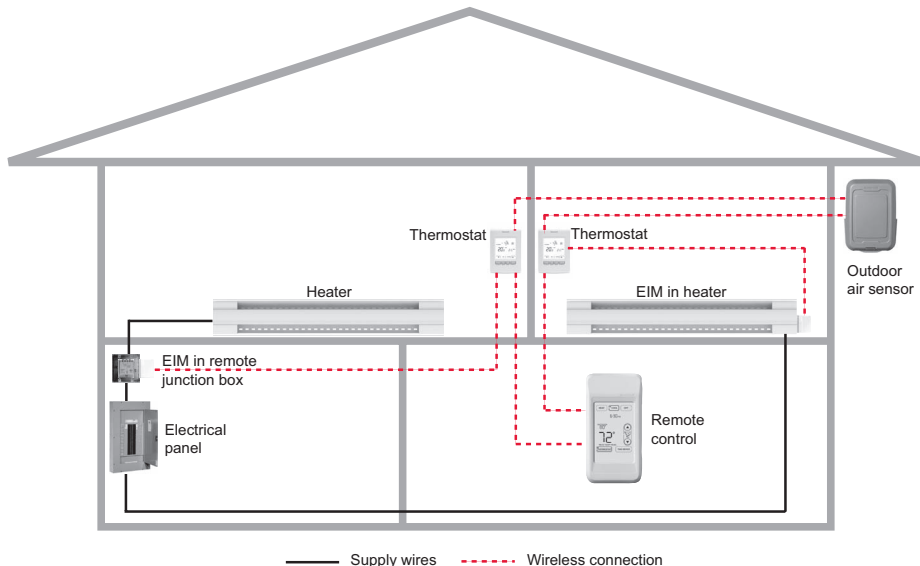 Thermostat
Thermostat
Outdoor
air sensor
Heater
EIM in heater
EIM in remote
junction box
Electrical
panel
Remote
control
72
Supply wires
Wireless connection